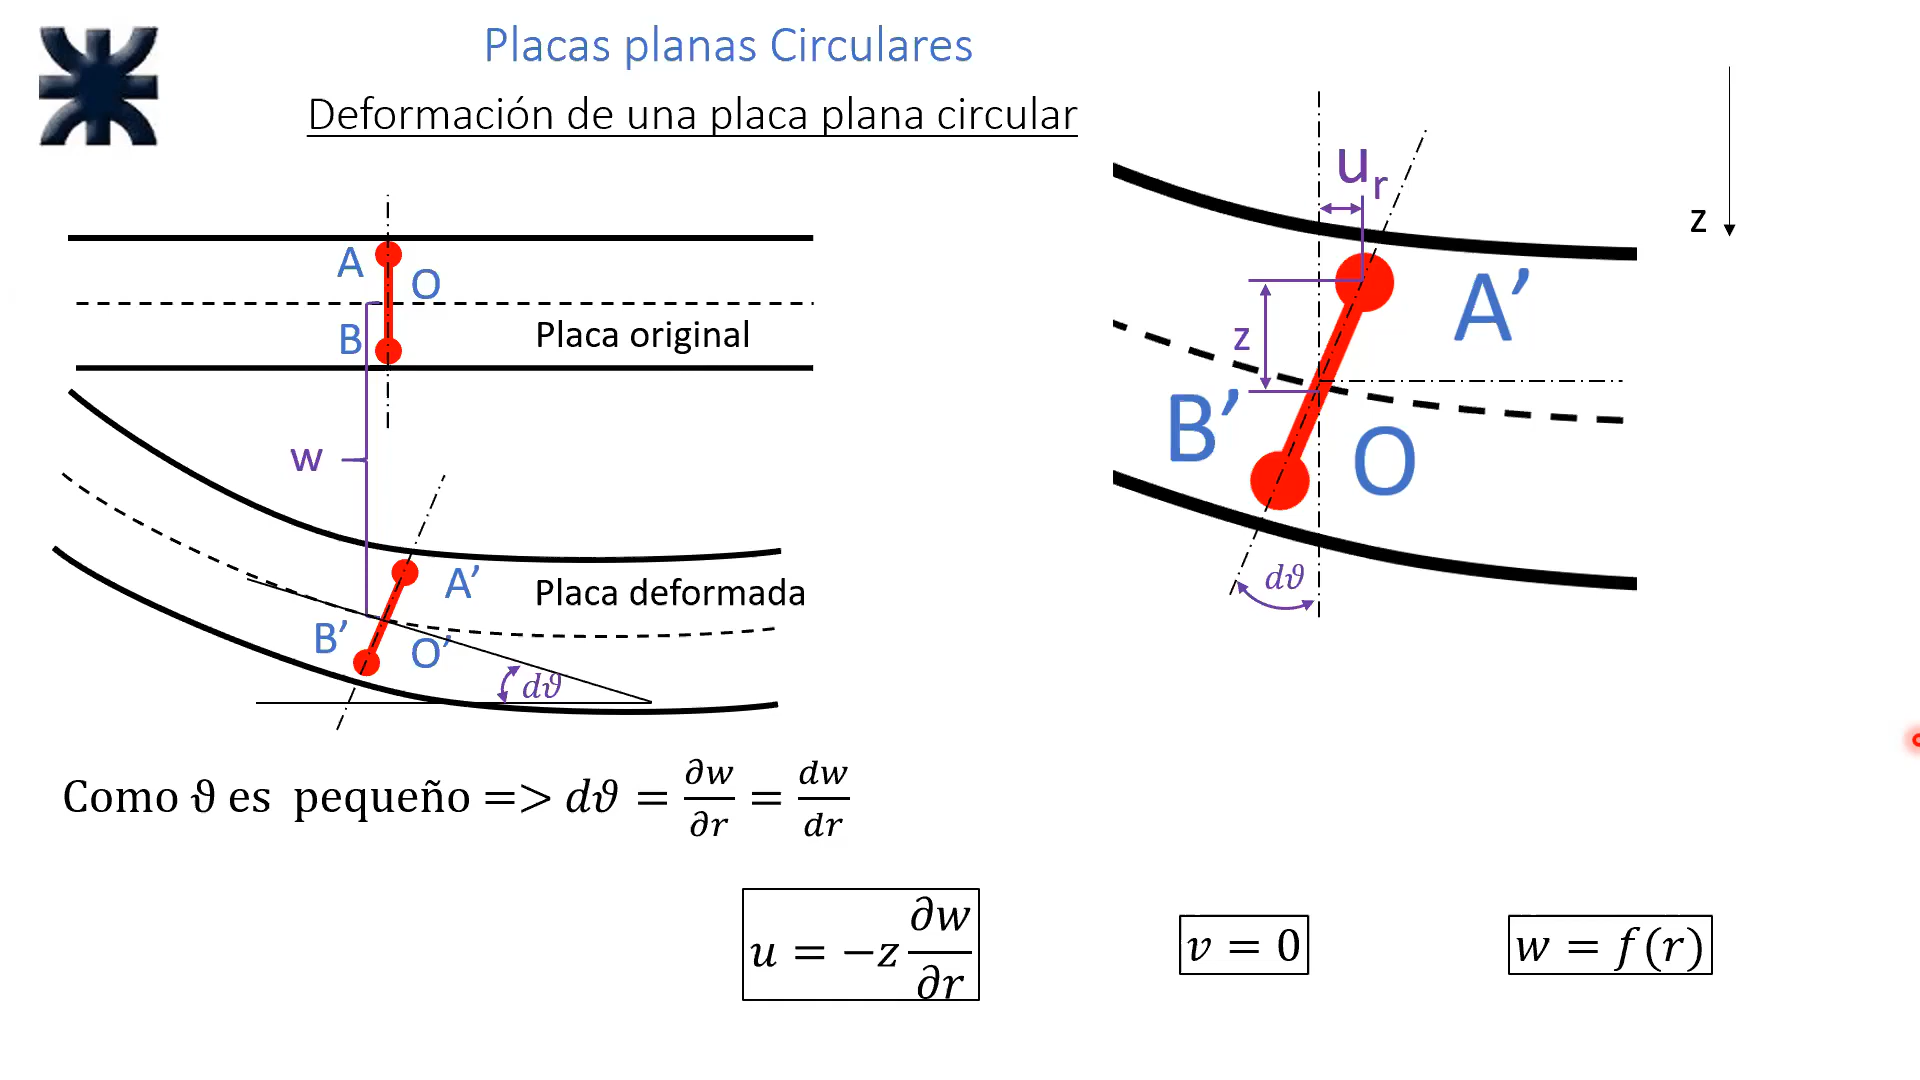 Placas planas Circulares
Deformación de una placa plana circular
A
O
B
Placa original
w
A’
Placa deformada
B’
O’
dϑ
u_r
z
z
A’
B’
O
dϑ
Como ϑ es pequeño => dϑ = ∂w/∂r = dw/dr
u = −z ∂w/∂r
v = 0
w = f(r)